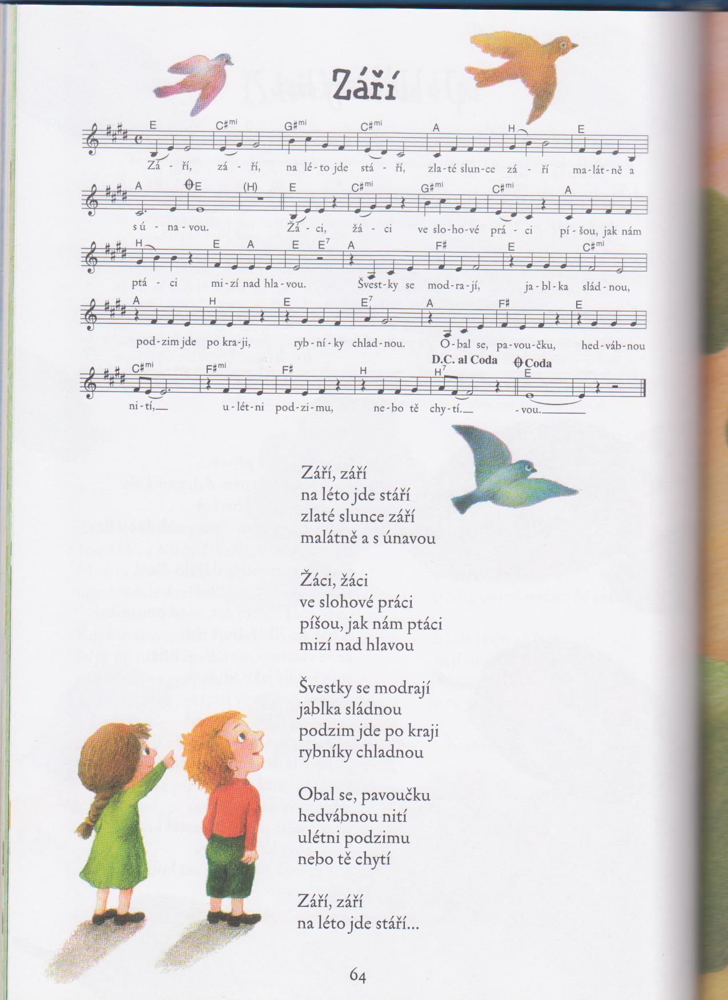 Září
E C#mi G#mi C#mi A H E
Zá - ří, zá - ří, na lé-to jde stá - ří, zla-té slun-ce zá - ří ma-lát-ně a
A E (H) E C#mi G#mi C#mi A
s ú - na-vou. Žá - ci, žá - ci ve slo-ho-vé prá - ci pí-šou, jak nám
H E A E E7 A F# E C#mi
ptá - ci mi-zí nad hla-vou. Švest-ky se mod-ra-jí, ja-bl-ka slád-nou,
A H E E7 A F# E
pod-zim jde po kra-ji, ryb-ní-ky chlad-nou. O-bal se, pa-vou-čku, hed-váb-nou
D.C. al Coda Coda
C#mi F#mi F# H H7 E
ni-tí, u-lét-ni pod-zi-mu, ne-bo tě chy-tí. - vou.
Září, září
na léto jde stáří
zlaté slunce září
malátně a s únavou
Žáci, žáci
ve slohové práci
píšou, jak nám ptáci
mizí nad hlavou
Švestky se modrají
jablka sládnou
podzim jde po kraji
rybníky chladnou
Obal se, pavoučku
hedvábnou nití
ulétni podzimu
nebo tě chytí
Září, září
na léto jde stáří...
64